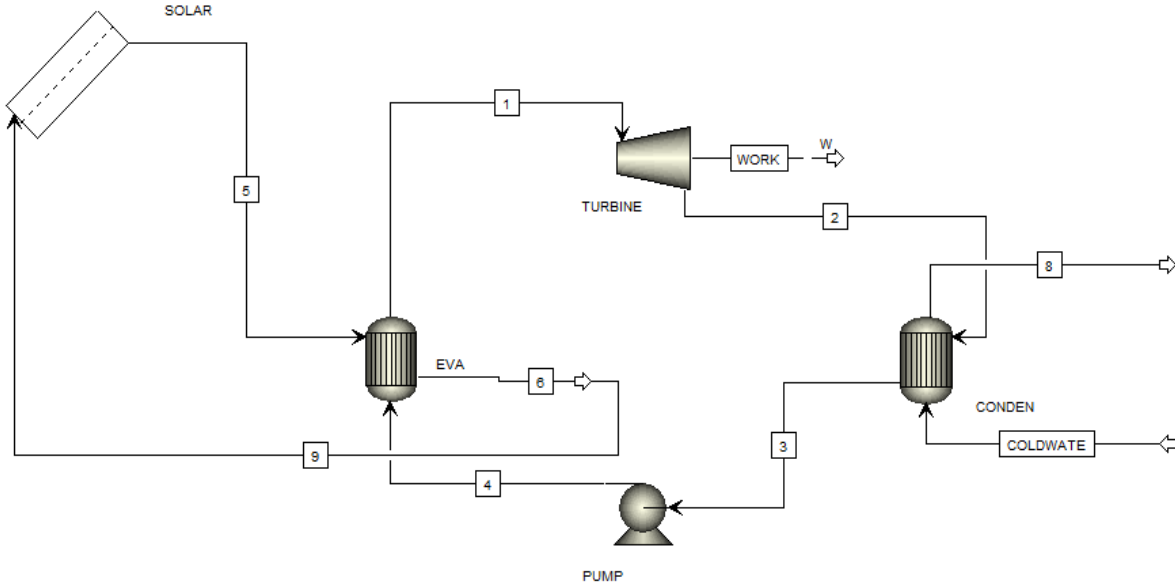 SOLAR
1
W
WORK
5
TURBINE
2
8
EVA
6
CONDEN
3
COLDWATE
9
4
PUMP